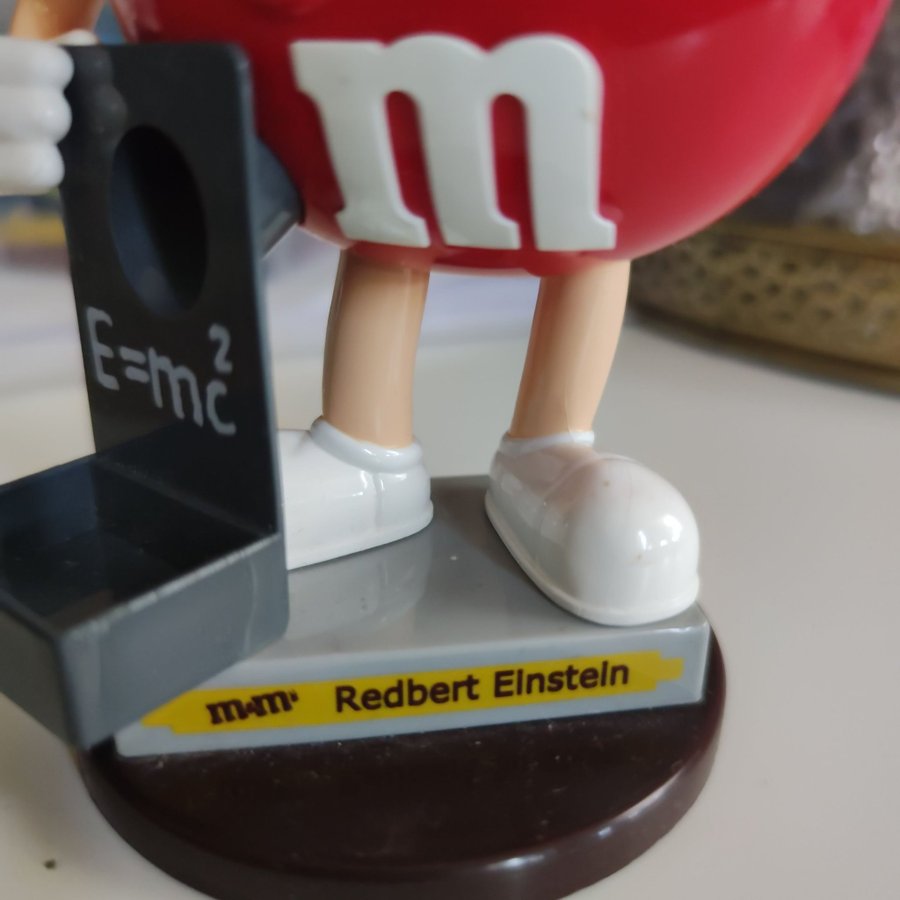 m
E=mc²
m&m's Redbert Einstein